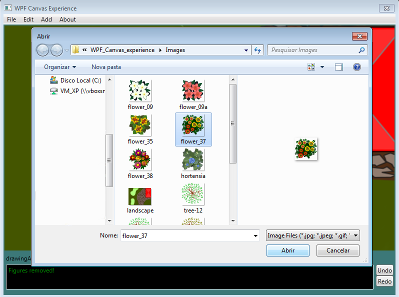 WPF Canvas Experience
File Edit Add About
Abrir
WPF_Canvas_experience Images
Pesquisar Images
Organizar Nova pasta
Disco Local (C:)
VM_XP
flower_09 flower_09a
flower_35 flower_37
flower_38 hortensia
landscape tree-12
Nome: flower_37
Image Files (*.jpg; *.jpeg; *.gif;
Abrir Cancelar
drawingA
Figures removed!
Undo
Redo